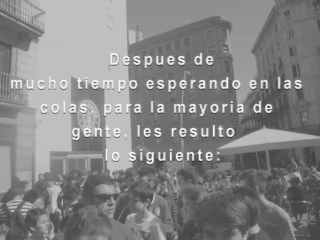 Despues de
mucho tiempo esperando en las
colas, para la mayoria de
gente, les resulto
lo siguiente: